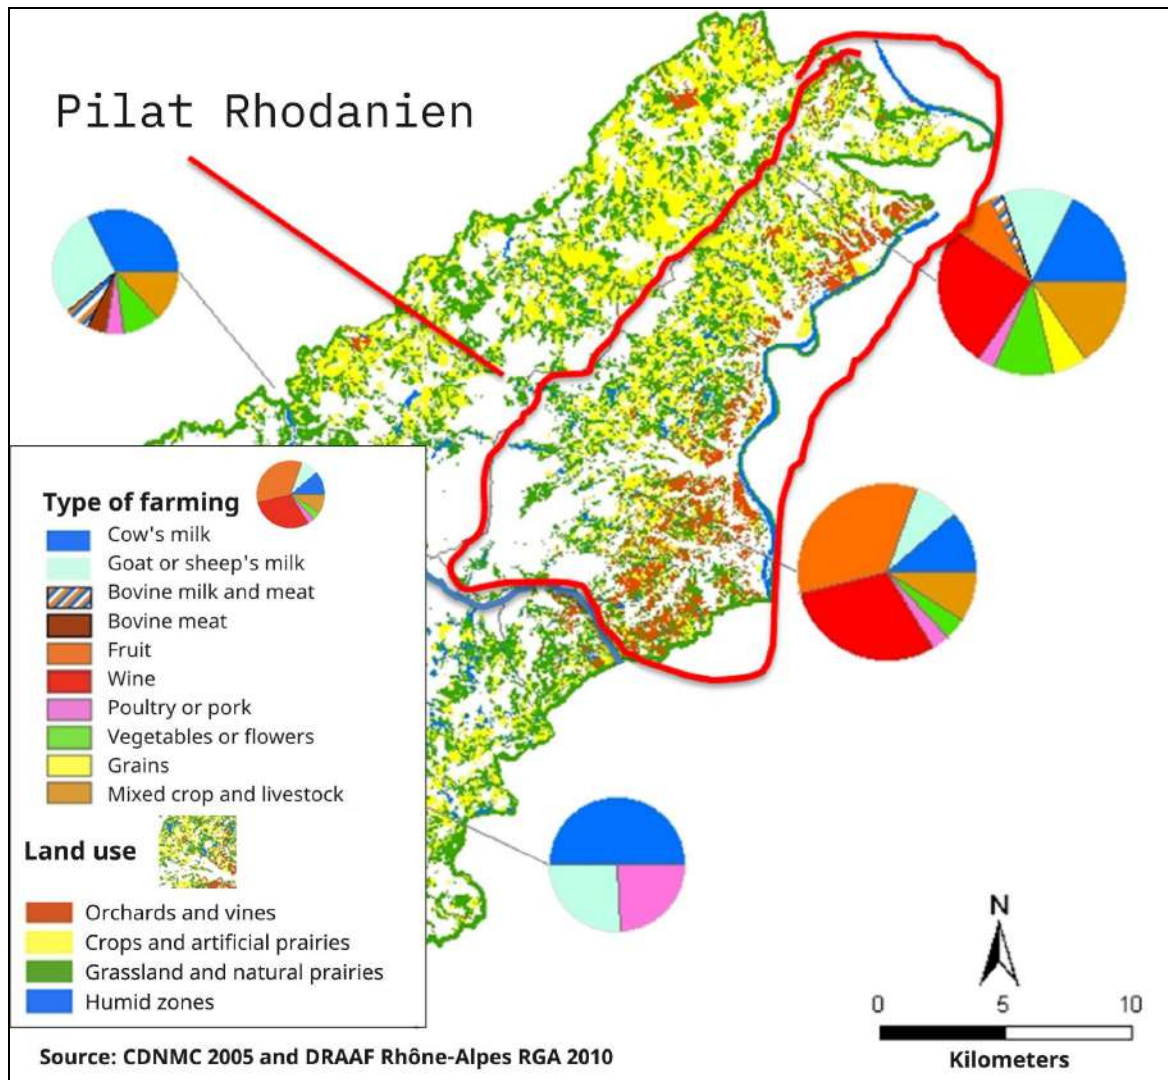 Pilat Rhodanien
Type of farming
Cow's milk
Goat or sheep's milk
Bovine milk and meat
Bovine meat
Fruit
Wine
Poultry or pork
Vegetables or flowers
Grains
Mixed crop and livestock
Land use
Orchards and vines
Crops and artificial prairies
Grassland and natural prairies
Humid zones
N
0 5 10
Kilometers
Source: CDNMC 2005 and DRAAF Rhône-Alpes RGA 2010